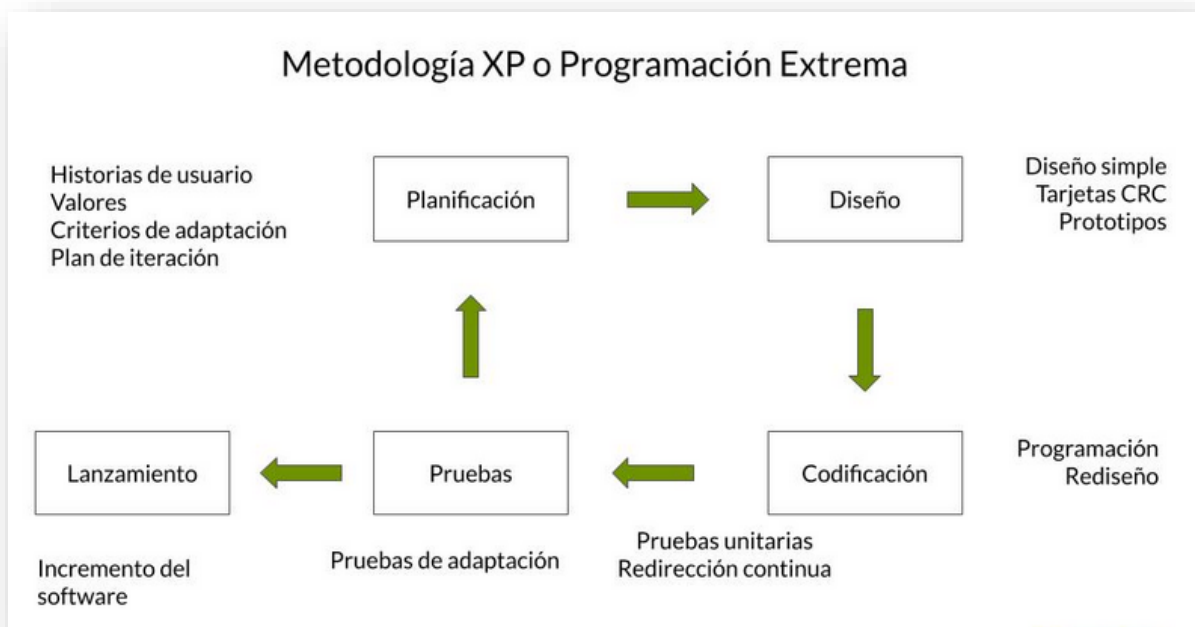 Metodología XP o Programación Extrema
Historias de usuario
Valores
Criterios de adaptación
Plan de iteración
Planificación
Diseño
Diseño simple
Tarjetas CRC
Prototipos
Lanzamiento
Pruebas
Codificación
Programación
Rediseño
Incremento del
software
Pruebas de adaptación
Pruebas unitarias
Redirección continua